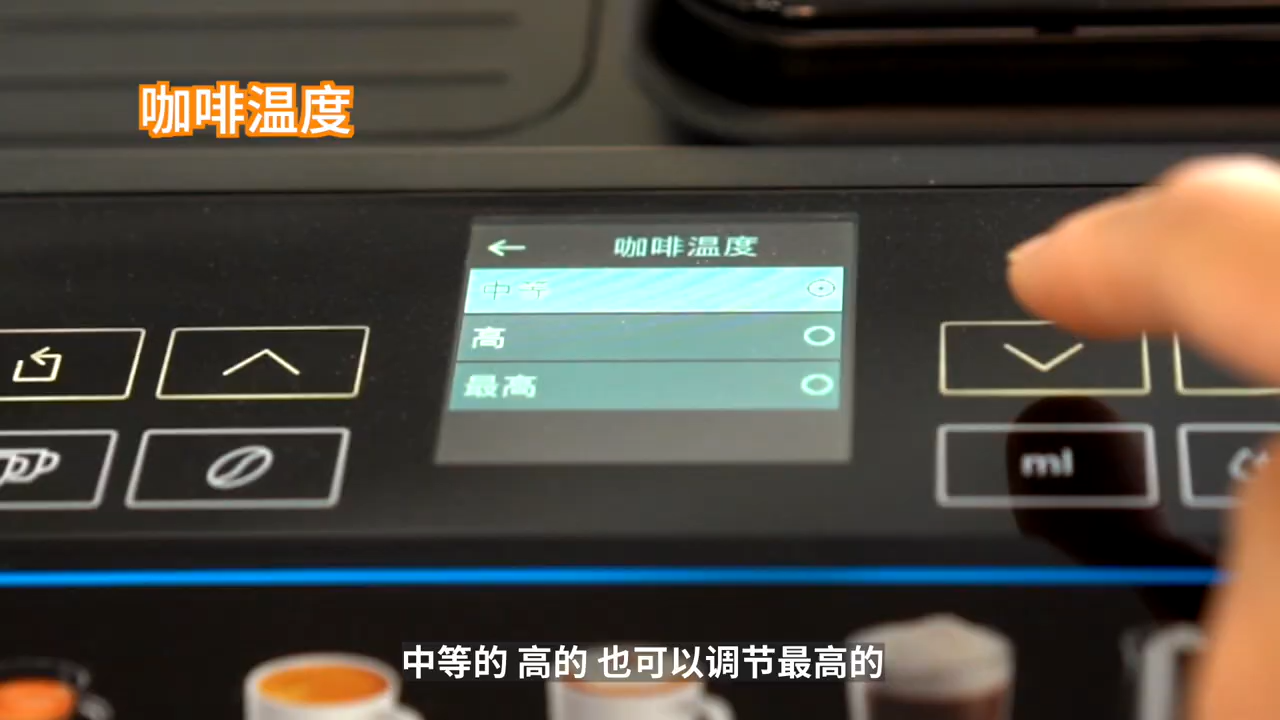 咖啡温度
咖啡温度
中等
高
最高
ml
中等的 高的 也可以调节最高的